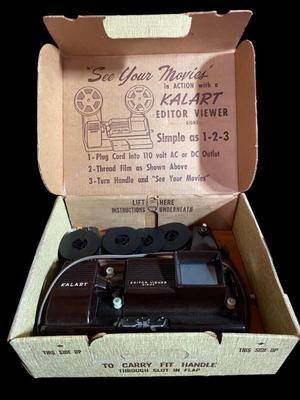 "See Your Movies"
in ACTION with a
KALART
EDITOR VIEWER
EIGHT
Simple as 1-2-3
1-Plug Cord into 110 volt AC or DC Outlet
2-Thread Film as Shown Above
3-Turn Handle and "See Your Movies"
LIFT HERE
INSTRUCTIONS UNDERNEATH
KALART
EDITOR VIEWER
THIS SIDE UP
THIS SIDE UP
TO CARRY FIT HANDLE
THROUGH SLOT IN FLAP